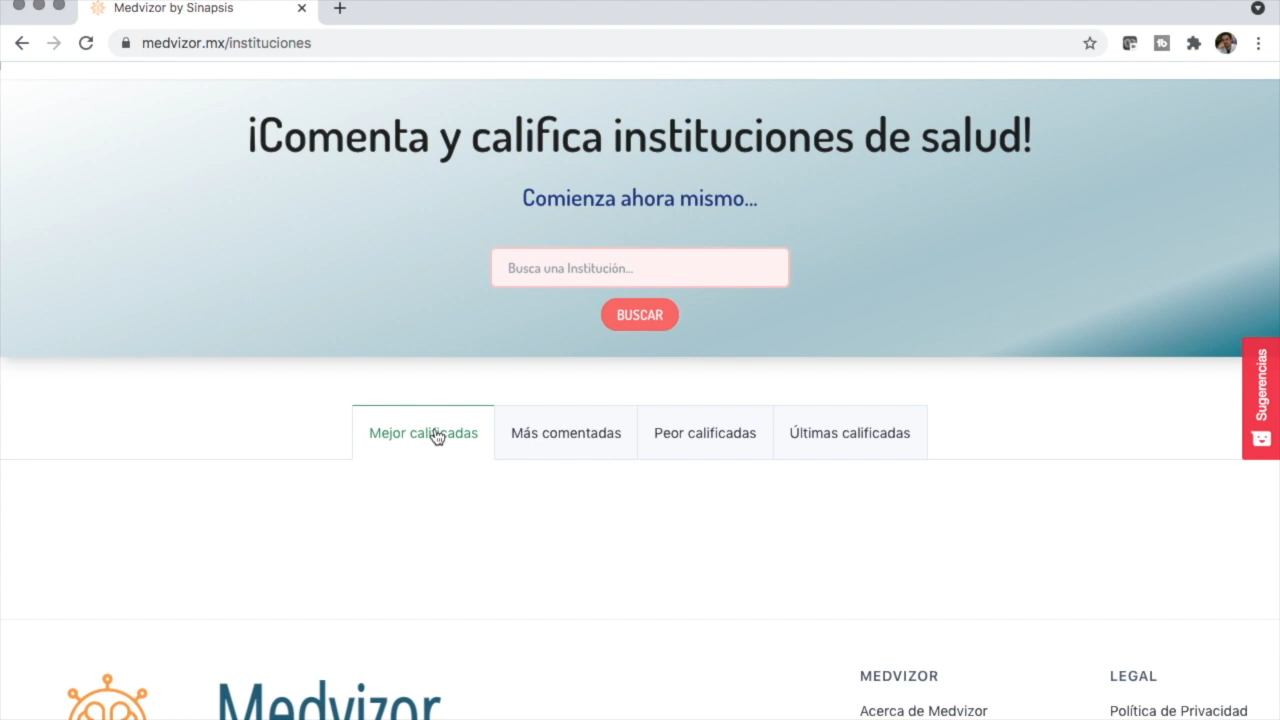 Medvizor by Sinapsis
medvizor.mx/instituciones
¡Comenta y califica instituciones de salud!
Comienza ahora mismo...
Busca una Institución...
BUSCAR
Sugerencias
Mejor calificadas
Más comentadas
Peor calificadas
Últimas calificadas
Medvizor
MEDVIZOR
LEGAL
Acerca de Medvizor
Política de Privacidad